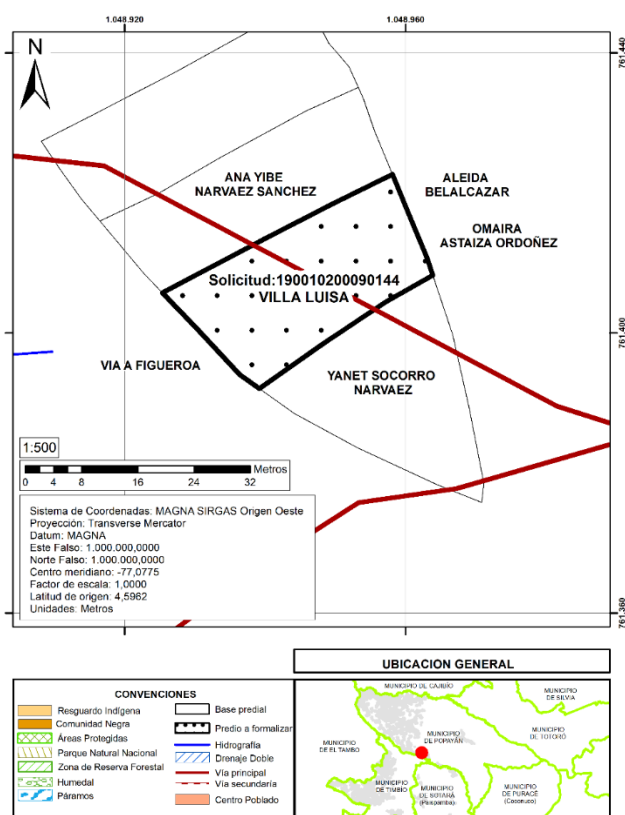 1.048.920
1.048.960
761.440
N
ANA YIBE
NARVAEZ SANCHEZ
ALEIDA
BELALCAZAR
OMAIRA
ASTAIZA ORDOÑEZ
Solicitud:190010200090144
VILLA LUISA
761.400
VIA A FIGUEROA
YANET SOCORRO
NARVAEZ
1:500
Metros
0 4 8 16 24 32
Sistema de Coordenadas: MAGNA SIRGAS Origen Oeste
Proyección: Transverse Mercator
Datum: MAGNA
Este Falso: 1.000.000,0000
Norte Falso: 1.000.000,0000
Centro meridiano: -77,0775
Factor de escala: 1,0000
Latitud de origen: 4,5962
Unidades: Metros
761.360
UBICACION GENERAL
CONVENCIONES
Resguardo Indígena
Comunidad Negra
Áreas Protegidas
Parque Natural Nacional
Zona de Reserva Forestal
Humedal
Páramos
Base predial
Predio a formalizar
Hidrografía
Drenaje Doble
Vía principal
Vía secundaría
Centro Poblado
MUNICIPIO DE CAJIBÍO
MUNICIPIO
DE SILVIA
MUNICIPIO
DE POPAYÁN
MUNICIPIO
DE TOTORÓ
MUNICIPIO
DE EL TAMBO
MUNICIPIO
DE TIMBÍO
MUNICIPIO
DE SOTARÁ
(Paispamba)
MUNICIPIO
DE PURACÉ
(Coconuco)